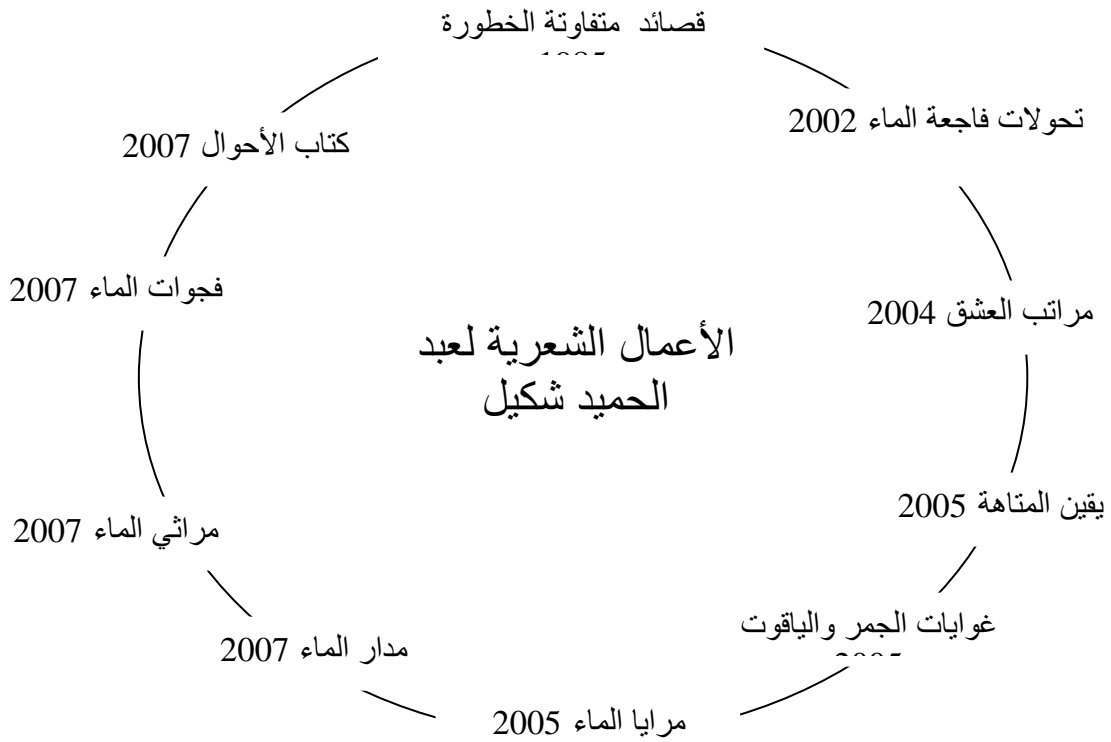 قصائد متفاوتة الخطورة
تحولات فاجعة الماء 2002
كتاب الأحوال 2007
فجوات الماء 2007
مراتب العشق 2004
الأعمال الشعرية لعبد
الحميد شكيل
يقين المتاهة 2005
مراثي الماء 2007
غوايات الجمر والياقوت
مدار الماء 2007
مرايا الماء 2005